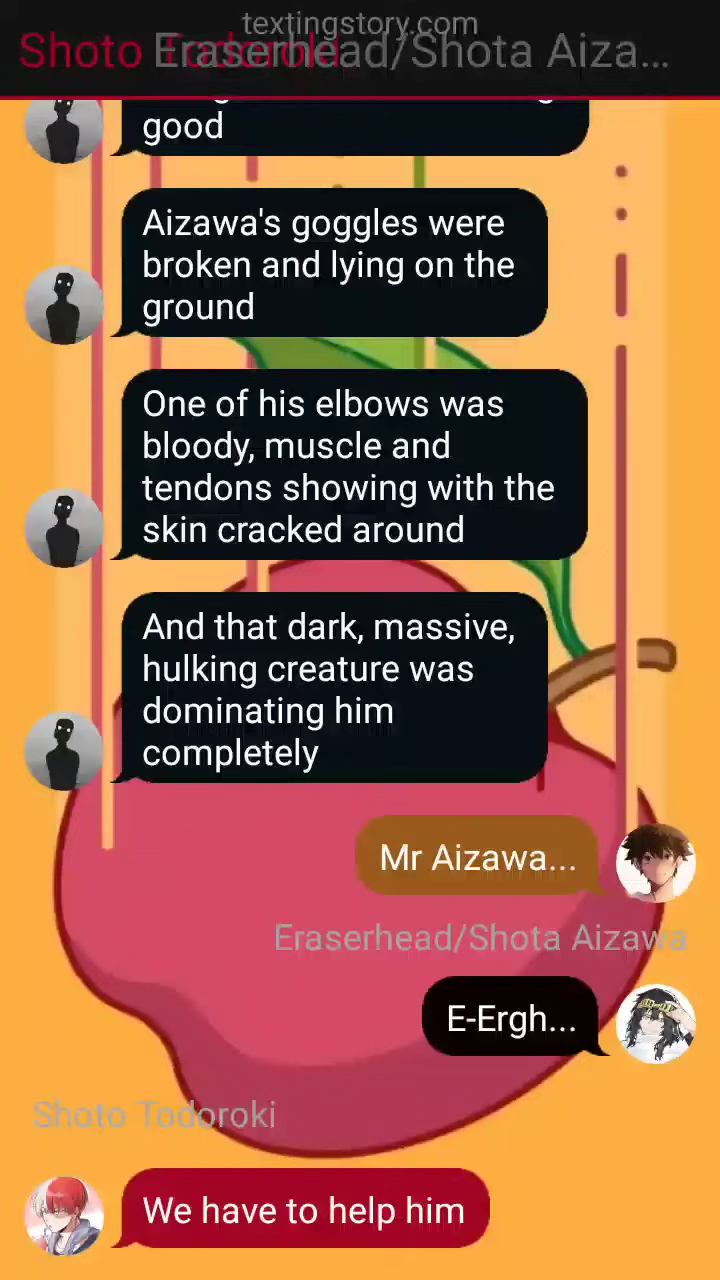 textingstory.com
Shoto Todoroki
Eraserhead/Shota Aiza...
good
Aizawa's goggles were
broken and lying on the
ground
One of his elbows was
bloody, muscle and
tendons showing with the
skin cracked around
And that dark, massive,
hulking creature was
dominating him
completely
Mr Aizawa...
Eraserhead/Shota Aizawa
E-Ergh...
Shoto Todoroki
We have to help him